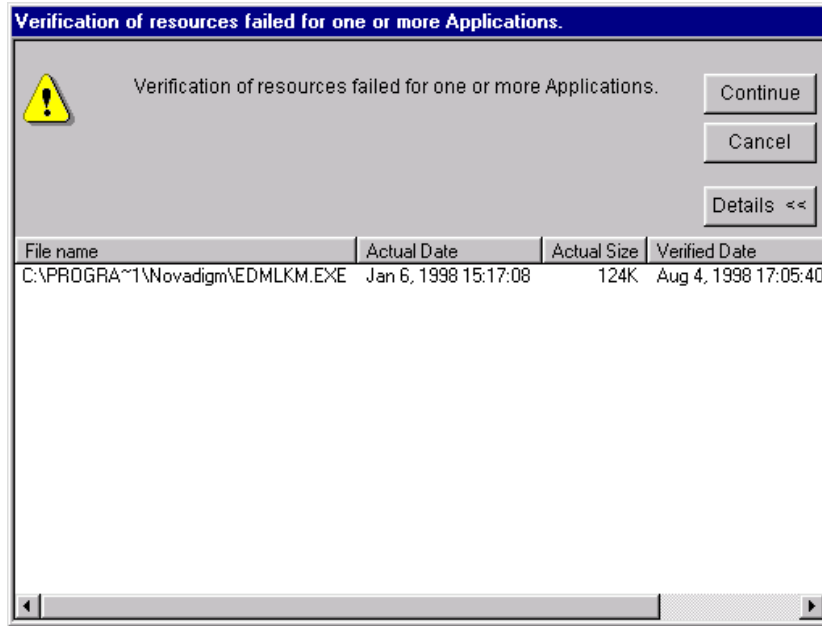 Verification of resources failed for one or more Applications.
Verification of resources failed for one or more Applications.
Continue
Cancel
Details <<
File name Actual Date Actual Size Verified Date
C:\PROGRA~1\Novadigm\EDMLKM.EXE Jan 6, 1998 15:17:08 124K Aug 4, 1998 17:05:40